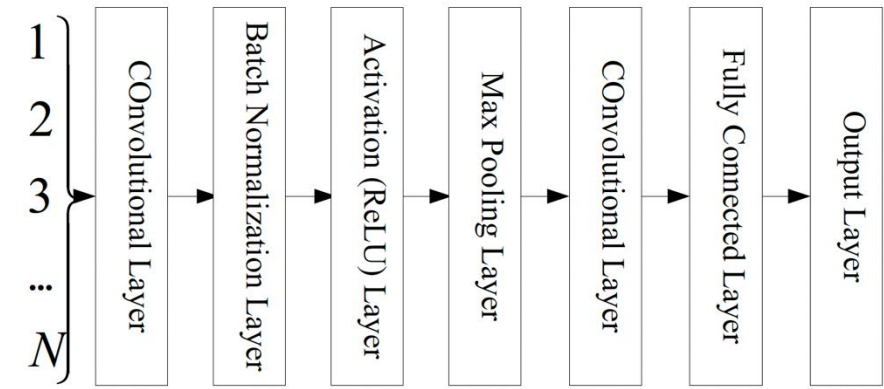 1
2
3
...
N
COnvolutional Layer
Batch Normalization Layer
Activation (ReLU) Layer
Max Pooling Layer
COnvolutional Layer
Fully Connected Layer
Output Layer